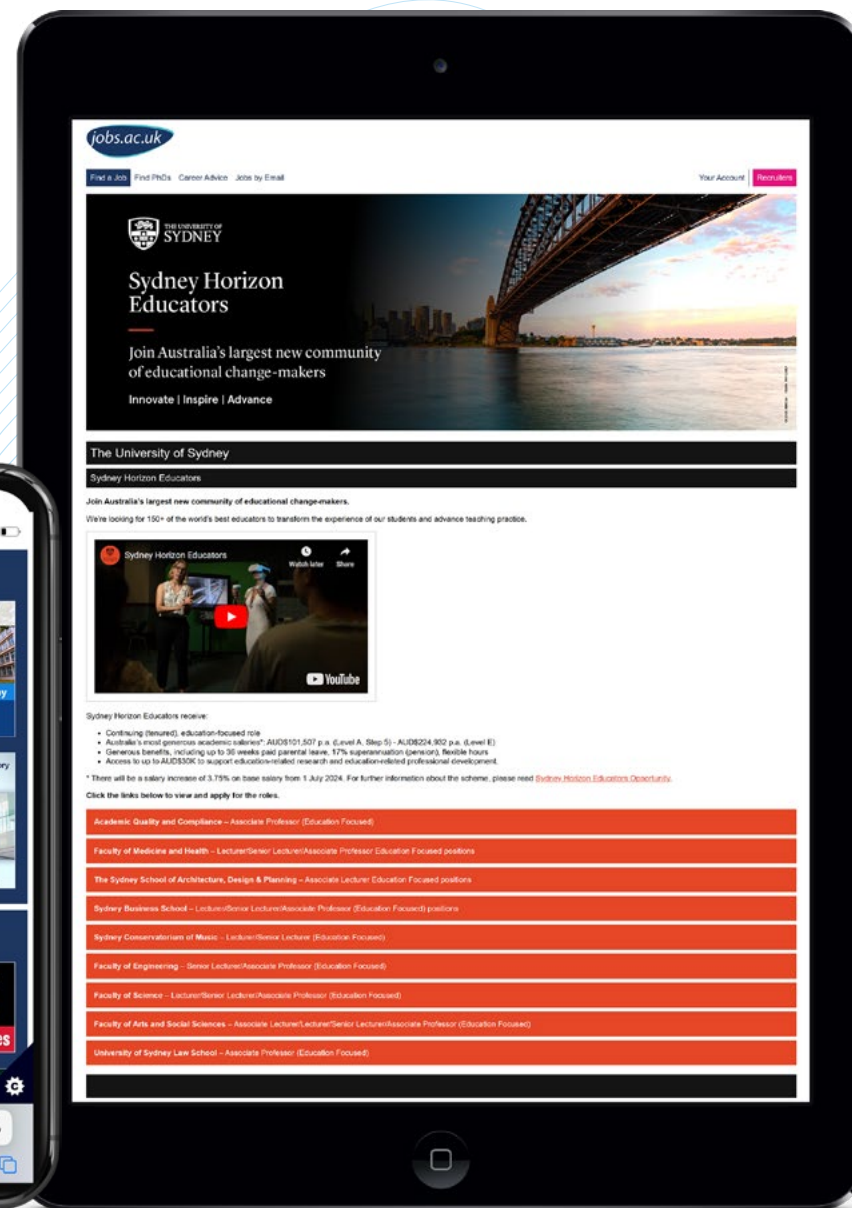 jobs.ac.uk
Find a Job Find PhDs Career Advice Jobs by Email Your Account Recruiters
THE UNIVERSITY OF
SYDNEY
Sydney Horizon
Educators
Join Australia's largest new community
of educational change-makers
Innovate | Inspire | Advance
The University of Sydney
Sydney Horizon Educators
Join Australia's largest new community of educational change-makers.
We're looking for 150+ of the world's best educators to transform the experience of our students and advance teaching practice.
Sydney Horizon Educators
Watch later Share
YouTube
Sydney Horizon Educators receive:
• Continuing (tenured), education-focused role
• Australia's most generous academic salaries*: AUD$101,507 p.a. (Level A, Step 5) - AUD$224,932 p.a. (Level E)
• Generous benefits, including up to 36 weeks paid parental leave, 17% superannuation (pension), flexible hours
• Access to up to AUD$30K to support education-related research and education-related professional development.
* There will be a salary increase of 3.75% on base salary from 1 July 2024. For further information about the scheme, please read Sydney Horizon Educators Opportunity.
Click the links below to view and apply for the roles.
Academic Quality and Compliance – Associate Professor (Education Focused)
Faculty of Medicine and Health – Lecturer/Senior Lecturer/Associate Professor Education Focused positions
The Sydney School of Architecture, Design & Planning – Associate Lecturer Education Focused positions
Sydney Business School – Lecturer/Senior Lecturer/Associate Professor (Education Focused) positions
Sydney Conservatorium of Music – Lecturer/Senior Lecturer (Education Focused)
Faculty of Engineering – Senior Lecturer/Associate Professor (Education Focused)
Faculty of Science – Lecturer/Senior Lecturer/Associate Professor (Education Focused)
Faculty of Arts and Social Sciences – Associate Lecturer/Lecturer/Senior Lecturer/Associate Professor (Education Focused)
University of Sydney Law School – Associate Professor (Education Focused)